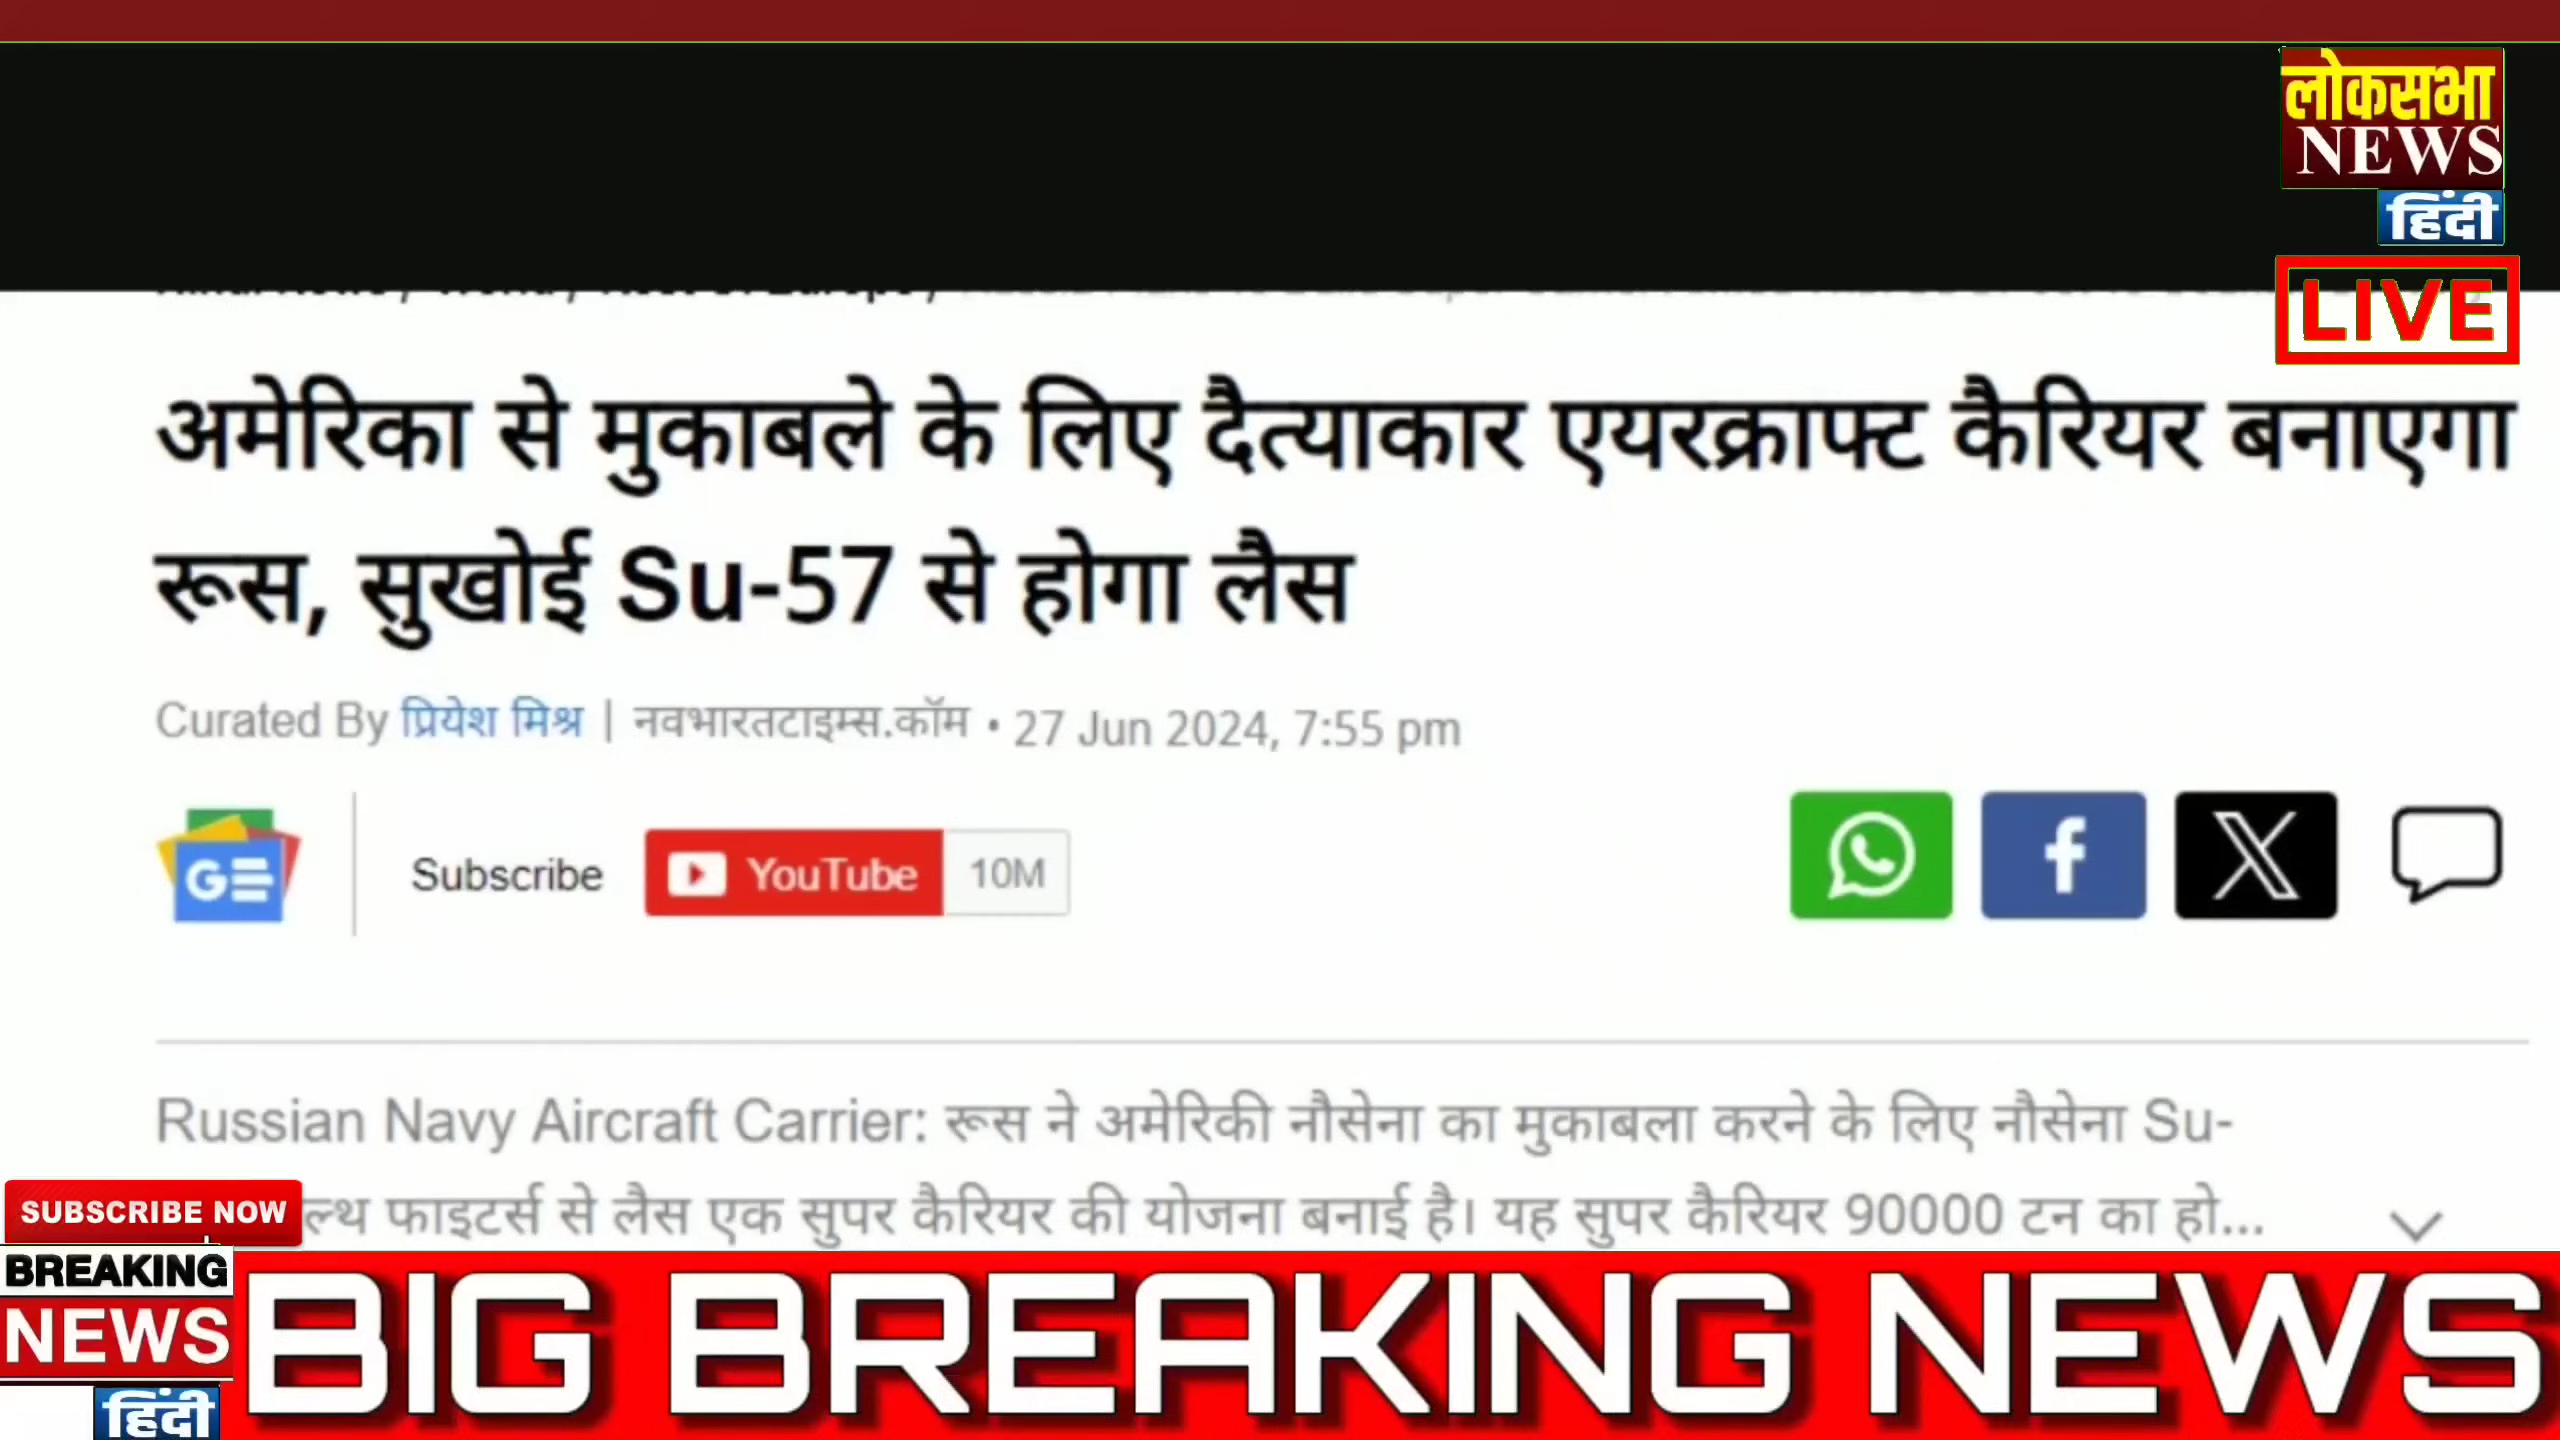 लोकसभा
NEWS
हिंदी
LIVE
अमेरिका से मुकाबले के लिए दैत्याकार एयरक्राफ्ट कैरियर बनाएगा
रूस, सुखोई Su-57 से होगा लैस
Curated By प्रियेश मिश्र | नवभारतटाइम्स.कॉम • 27 Jun 2024, 7:55 pm
Subscribe YouTube 10M
Russian Navy Aircraft Carrier: रूस ने अमेरिकी नौसेना का मुकाबला करने के लिए नौसेना Su-
ल्थ फाइटर्स से लैस एक सुपर कैरियर की योजना बनाई है। यह सुपर कैरियर 90000 टन का हो...
SUBSCRIBE NOW
BREAKING
NEWS
हिंदी
BIG BREAKING NEWS